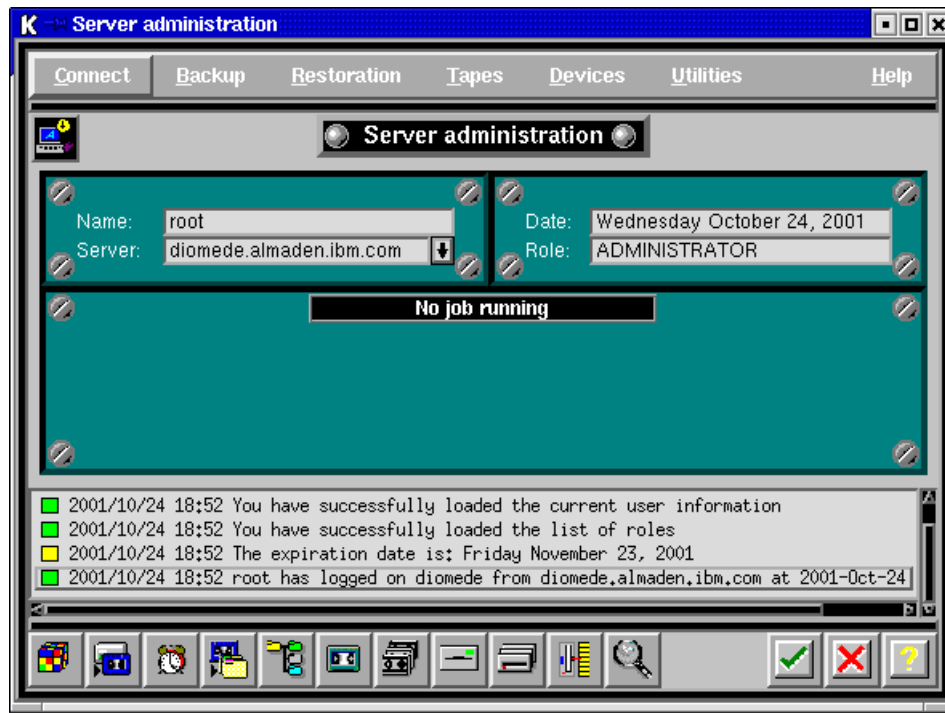 K Server administration
Connect Backup Restoration Tapes Devices Utilities Help
Server administration
Name: root
Server: diomede.almaden.ibm.com
Date: Wednesday October 24, 2001
Role: ADMINISTRATOR
No job running
2001/10/24 18:52 You have successfully loaded the current user information
2001/10/24 18:52 You have successfully loaded the list of roles
2001/10/24 18:52 The expiration date is: Friday November 23, 2001
2001/10/24 18:52 root has logged on diomede from diomede.almaden.ibm.com at 2001-Oct-24
?